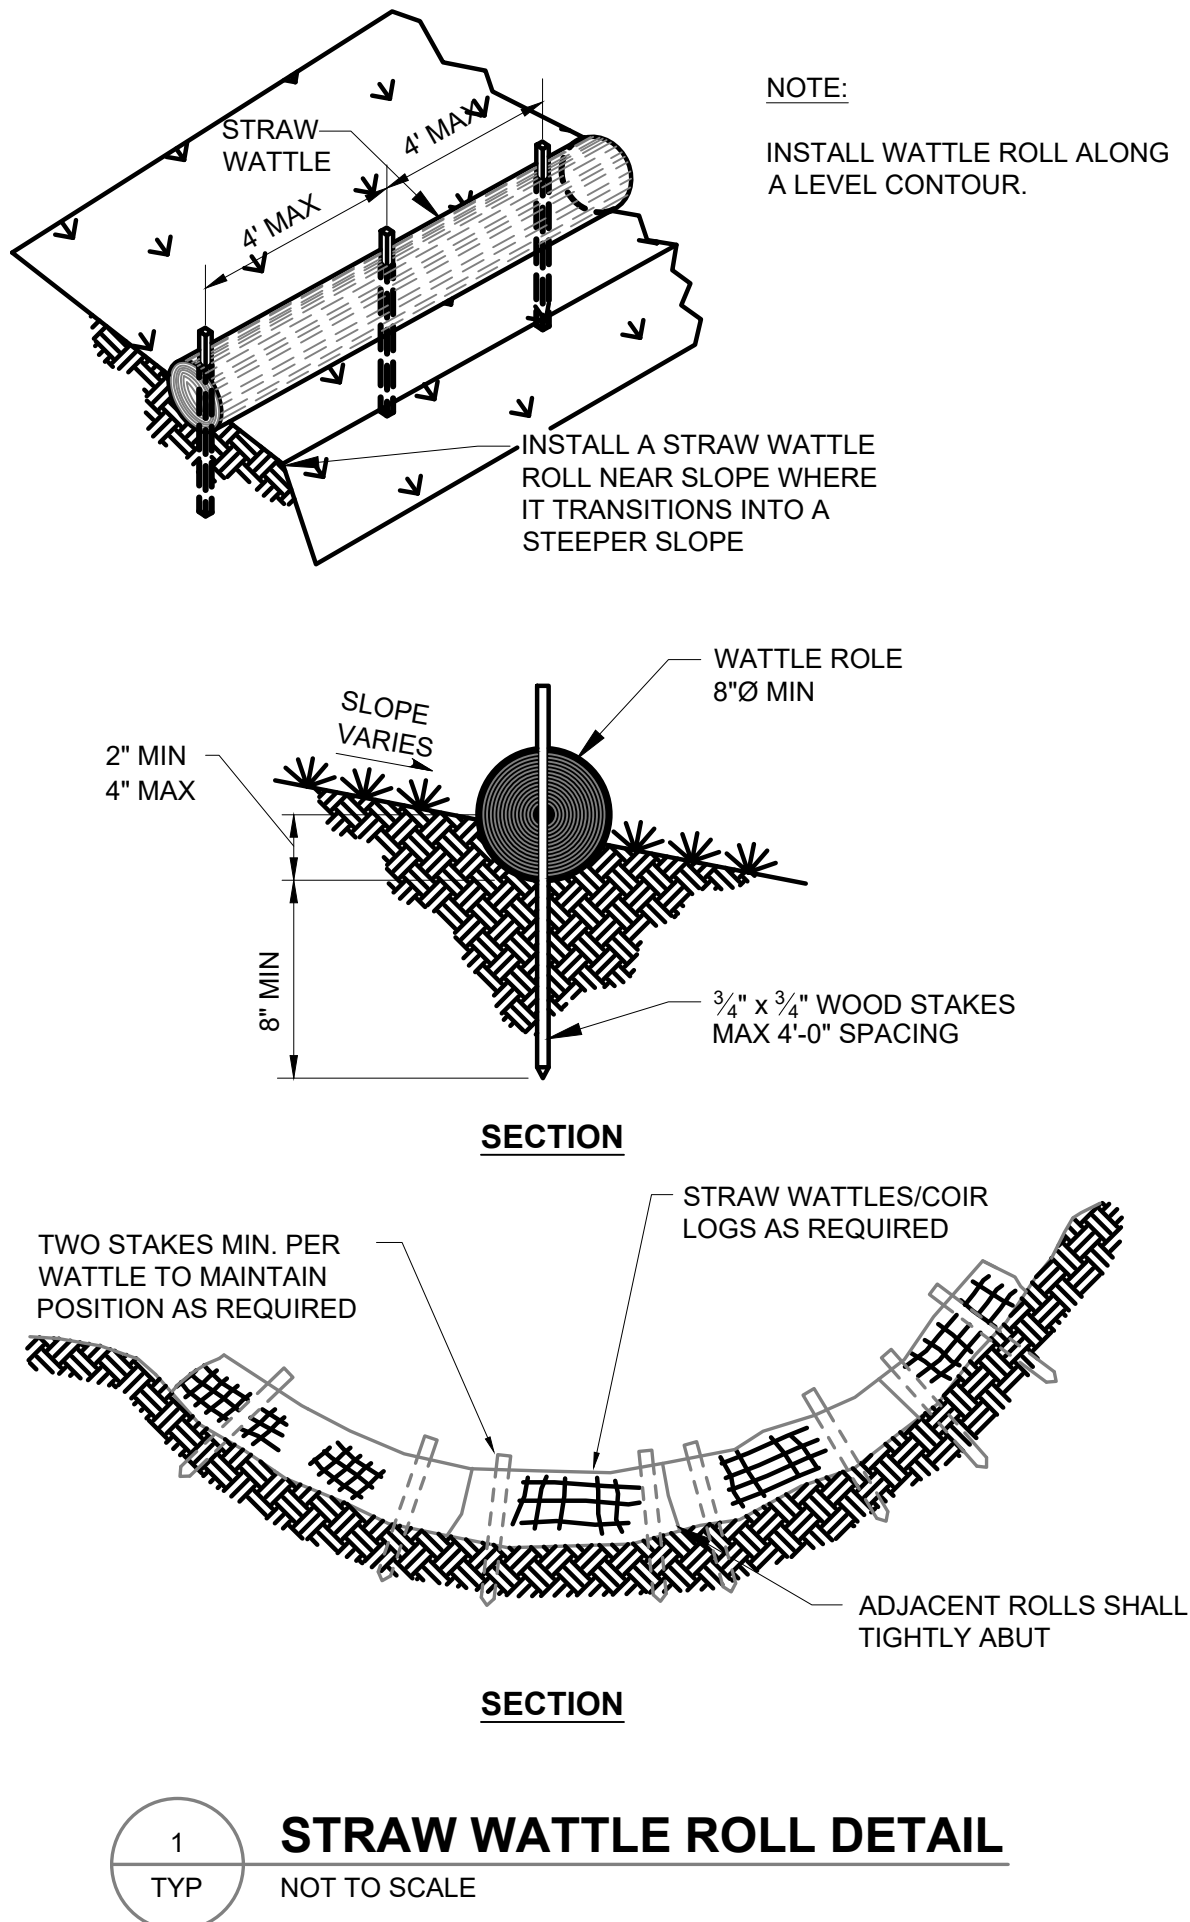 NOTE:
INSTALL WATTLE ROLL ALONG
A LEVEL CONTOUR.
STRAW
WATTLE
4' MAX
4' MAX
INSTALL A STRAW WATTLE
ROLL NEAR SLOPE WHERE
IT TRANSITIONS INTO A
STEEPER SLOPE
WATTLE ROLE
8"Ø MIN
SLOPE
VARIES
2" MIN
4" MAX
8" MIN
¾" x ¾" WOOD STAKES
MAX 4'-0" SPACING
SECTION
STRAW WATTLES/COIR
LOGS AS REQUIRED
TWO STAKES MIN. PER
WATTLE TO MAINTAIN
POSITION AS REQUIRED
ADJACENT ROLLS SHALL
TIGHTLY ABUT
SECTION
1
TYP
STRAW WATTLE ROLL DETAIL
NOT TO SCALE